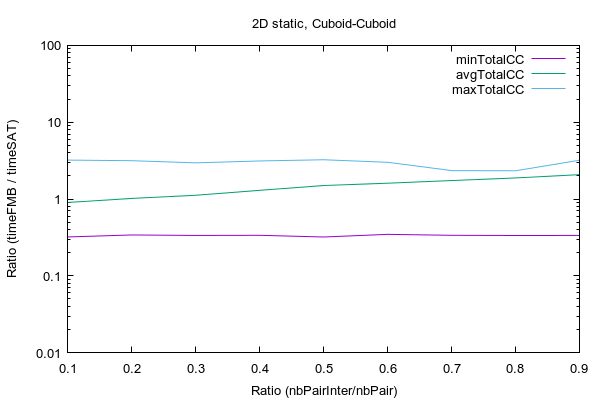 2D static, Cuboid-Cuboid
minTotalCC
avgTotalCC
maxTotalCC
Ratio (timeFMB / timeSAT)
100
10
1
0.1
0.01
0.1 0.2 0.3 0.4 0.5 0.6 0.7 0.8 0.9
Ratio (nbPairInter/nbPair)